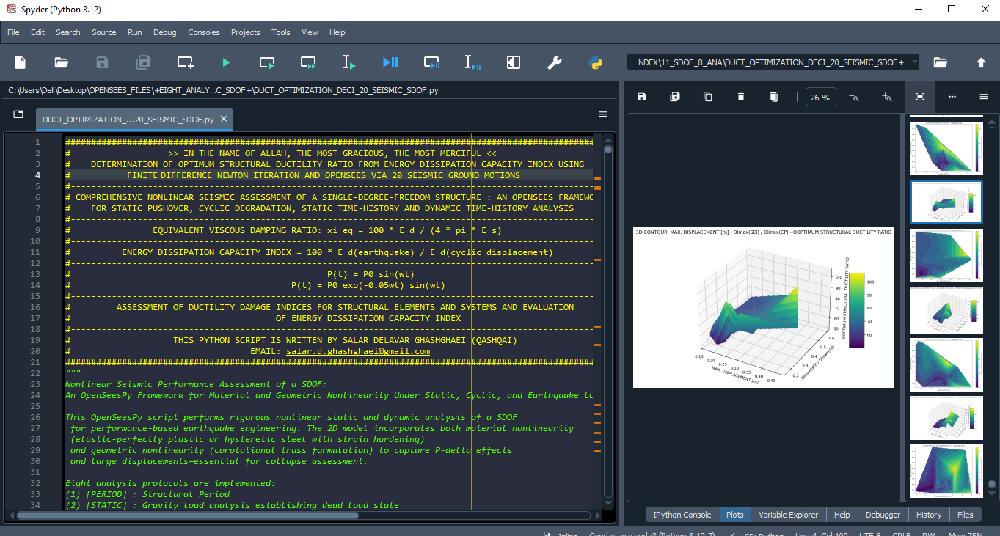 Spyder (Python 3.12)
File Edit Search Source Run Debug Consoles Projects Tools View Help
...NDEX\11_SDOF_8_ANA\DUCT_OPTIMIZATION_DECI_20_SEISMIC_SDOF+
C:\Users\Dell\Desktop\OPENSEES_FILES\+EIGHT_ANALY...C_SDOF+\DUCT_OPTIMIZATION_DECI_20_SEISMIC_SDOF.py
26 %
DUCT_OPTIMIZATION_...20_SEISMIC_SDOF.py
1 ####################################################################################################
2 # >> IN THE NAME OF ALLAH, THE MOST GRACIOUS, THE MOST MERCIFUL <<
3 # DETERMINATION OF OPTIMUM STRUCTURAL DUCTILITY RATIO FROM ENERGY DISSIPATION CAPACITY INDEX USING
4 # FINITE-DIFFERENCE NEWTON ITERATION AND OPENSEES VIA 20 SEISMIC GROUND MOTIONS
5 #---------------------------------------------------------------------------------------------------
6 # COMPREHENSIVE NONLINEAR SEISMIC ASSESSMENT OF A SINGLE-DEGREE-FREEDOM STRUCTURE : AN OPENSEES FRAMEWO
7 # FOR STATIC PUSHOVER, CYCLIC DEGRADATION, STATIC TIME-HISTORY AND DYNAMIC TIME-HISTORY ANALYSIS
8 #---------------------------------------------------------------------------------------------------
9 # EQUIVALENT VISCOUS DAMPING RATIO: xi_eq = 100 * E_d / (4 * pi * E_s)
10 #---------------------------------------------------------------------------------------------------
11 # ENERGY DISSIPATION CAPACITY INDEX = 100 * E_d(earthquake) / E_d(cyclic displacement)
12 #---------------------------------------------------------------------------------------------------
13 # P(t) = P0 sin(wt)
14 # P(t) = P0 exp(-0.05wt) sin(wt)
15 #---------------------------------------------------------------------------------------------------
16 # ASSESSMENT OF DUCTILITY DAMAGE INDICES FOR STRUCTURAL ELEMENTS AND SYSTEMS AND EVALUATION
17 # OF ENERGY DISSIPATION CAPACITY INDEX
18 #---------------------------------------------------------------------------------------------------
19 # THIS PYTHON SCRIPT IS WRITTEN BY SALAR DELAVAR GHASHGHAEI (QASHQAI)
20 # EMAIL: salar.d.ghashghaei@gmail.com
21 ####################################################################################################
22 """
23 Nonlinear Seismic Performance Assessment of a SDOF:
24 An OpenSeesPy Framework for Material and Geometric Nonlinearity Under Static, Cyclic, and Earthquake Lo
25
26 This OpenSeesPy script performs rigorous nonlinear static and dynamic analysis of a SDOF
27 for performance-based earthquake engineering. The 2D model incorporates both material nonlinearity
28 (elastic-perfectly plastic or hysteretic steel with strain hardening)
29 and geometric nonlinearity (corotational truss formulation) to capture P-delta effects
30 and large displacements—essential for collapse assessment.
31
32 Eight analysis protocols are implemented:
33 (1) [PERIOD] : Structural Period
34 (2) [STATIC] : Gravity load analysis establishing dead load state
3D CONTOUR: MAX. DISPLACEMENT [m] - DImax(SEI) / DImax(CP) - OOPTIMUM STRUCTURAL DUCTILITY RATIO
OOPTIMUM STRUCTURAL DUCTILITY RATIO
100
90
80
70
60
50
100
90
80
70
60
0.6
0.5
0.4
0.3
0.2
DImax(SEI) / DImax(CP)
0.15 0.20 0.25 0.30 0.35 0.40 0.45
MAX. DISPLACEMENT [m]
IPython Console Plots Variable Explorer Help Debugger History Files
Inline Conda: anaconda3 (Python 3.12.7) LSP: Python Line 4, Col 100 UTF-8 CRLF RW Mem 75%